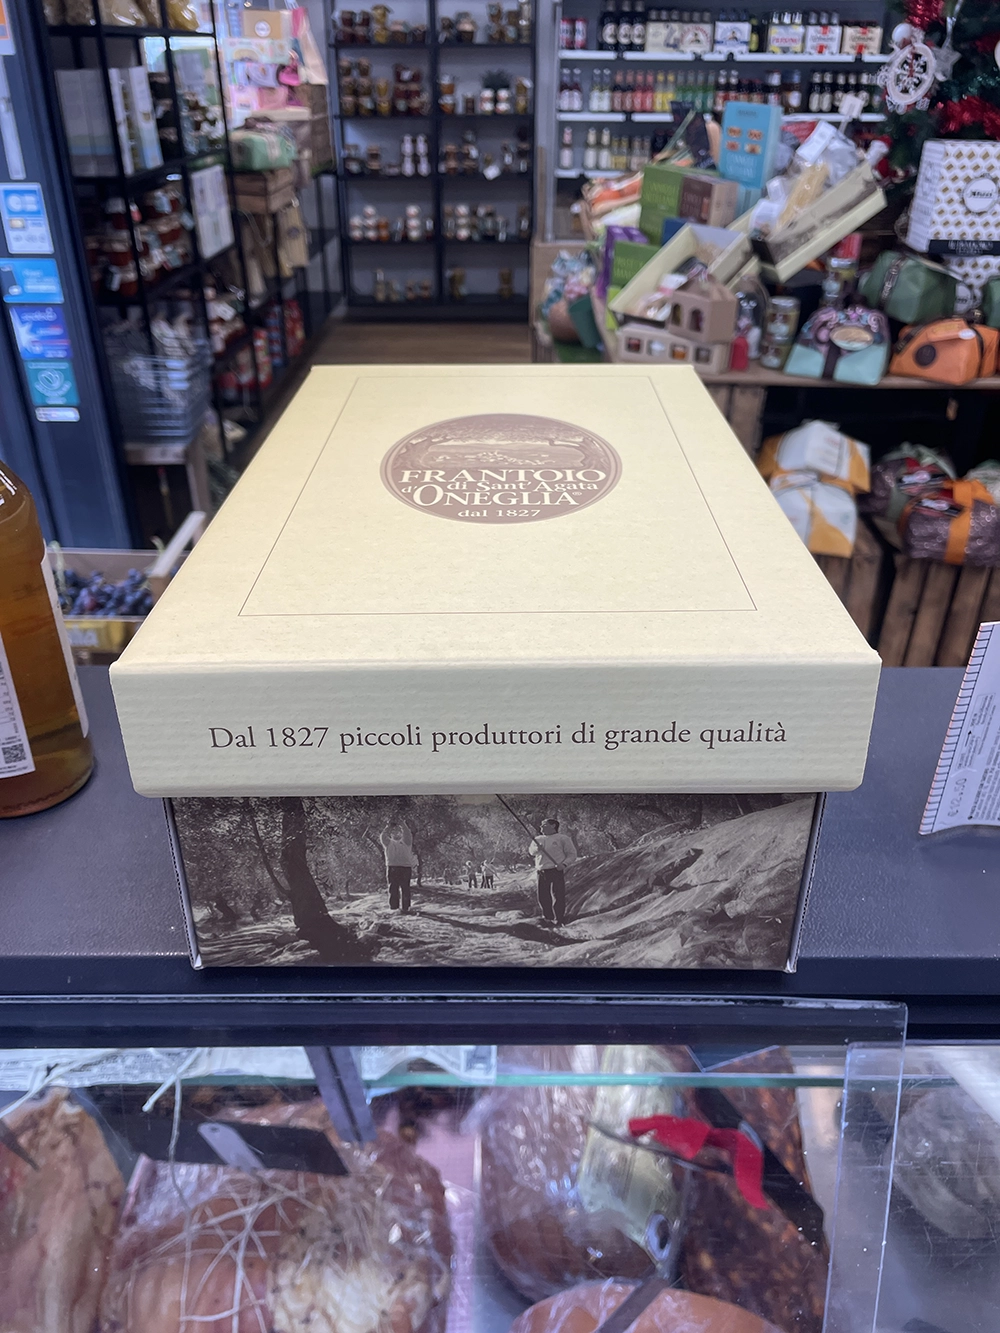 FRANTOIO
di Sant'Agata
d'ONEGLIA®
dal 1827
Dal 1827 piccoli produttori di grande qualità